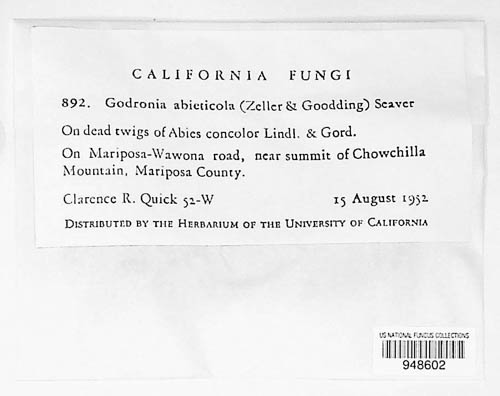 CALIFORNIA FUNGI
892. Godronia abieticola (Zeller & Goodding) Seaver
On dead twigs of Abies concolor Lindl. & Gord.
On Mariposa-Wawona road, near summit of Chowchilla
Mountain, Mariposa County.
Clarence R. Quick 52-W 15 August 1952
DISTRIBUTED BY THE HERBARIUM OF THE UNIVERSITY OF CALIFORNIA
US NATIONAL FUNGUS COLLECTIONS
948602